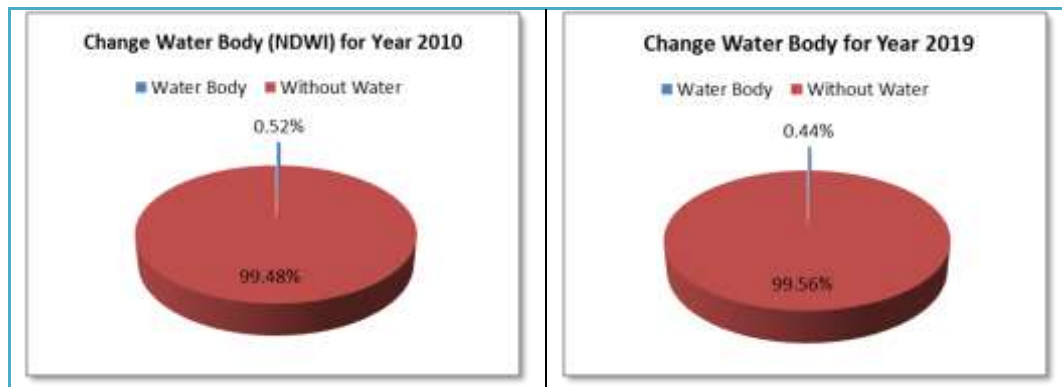 Change Water Body (NDWI) for Year 2010
Water Body Without Water
0.52%
99.48%
Change Water Body for Year 2019
Water Body Without Water
0.44%
99.56%